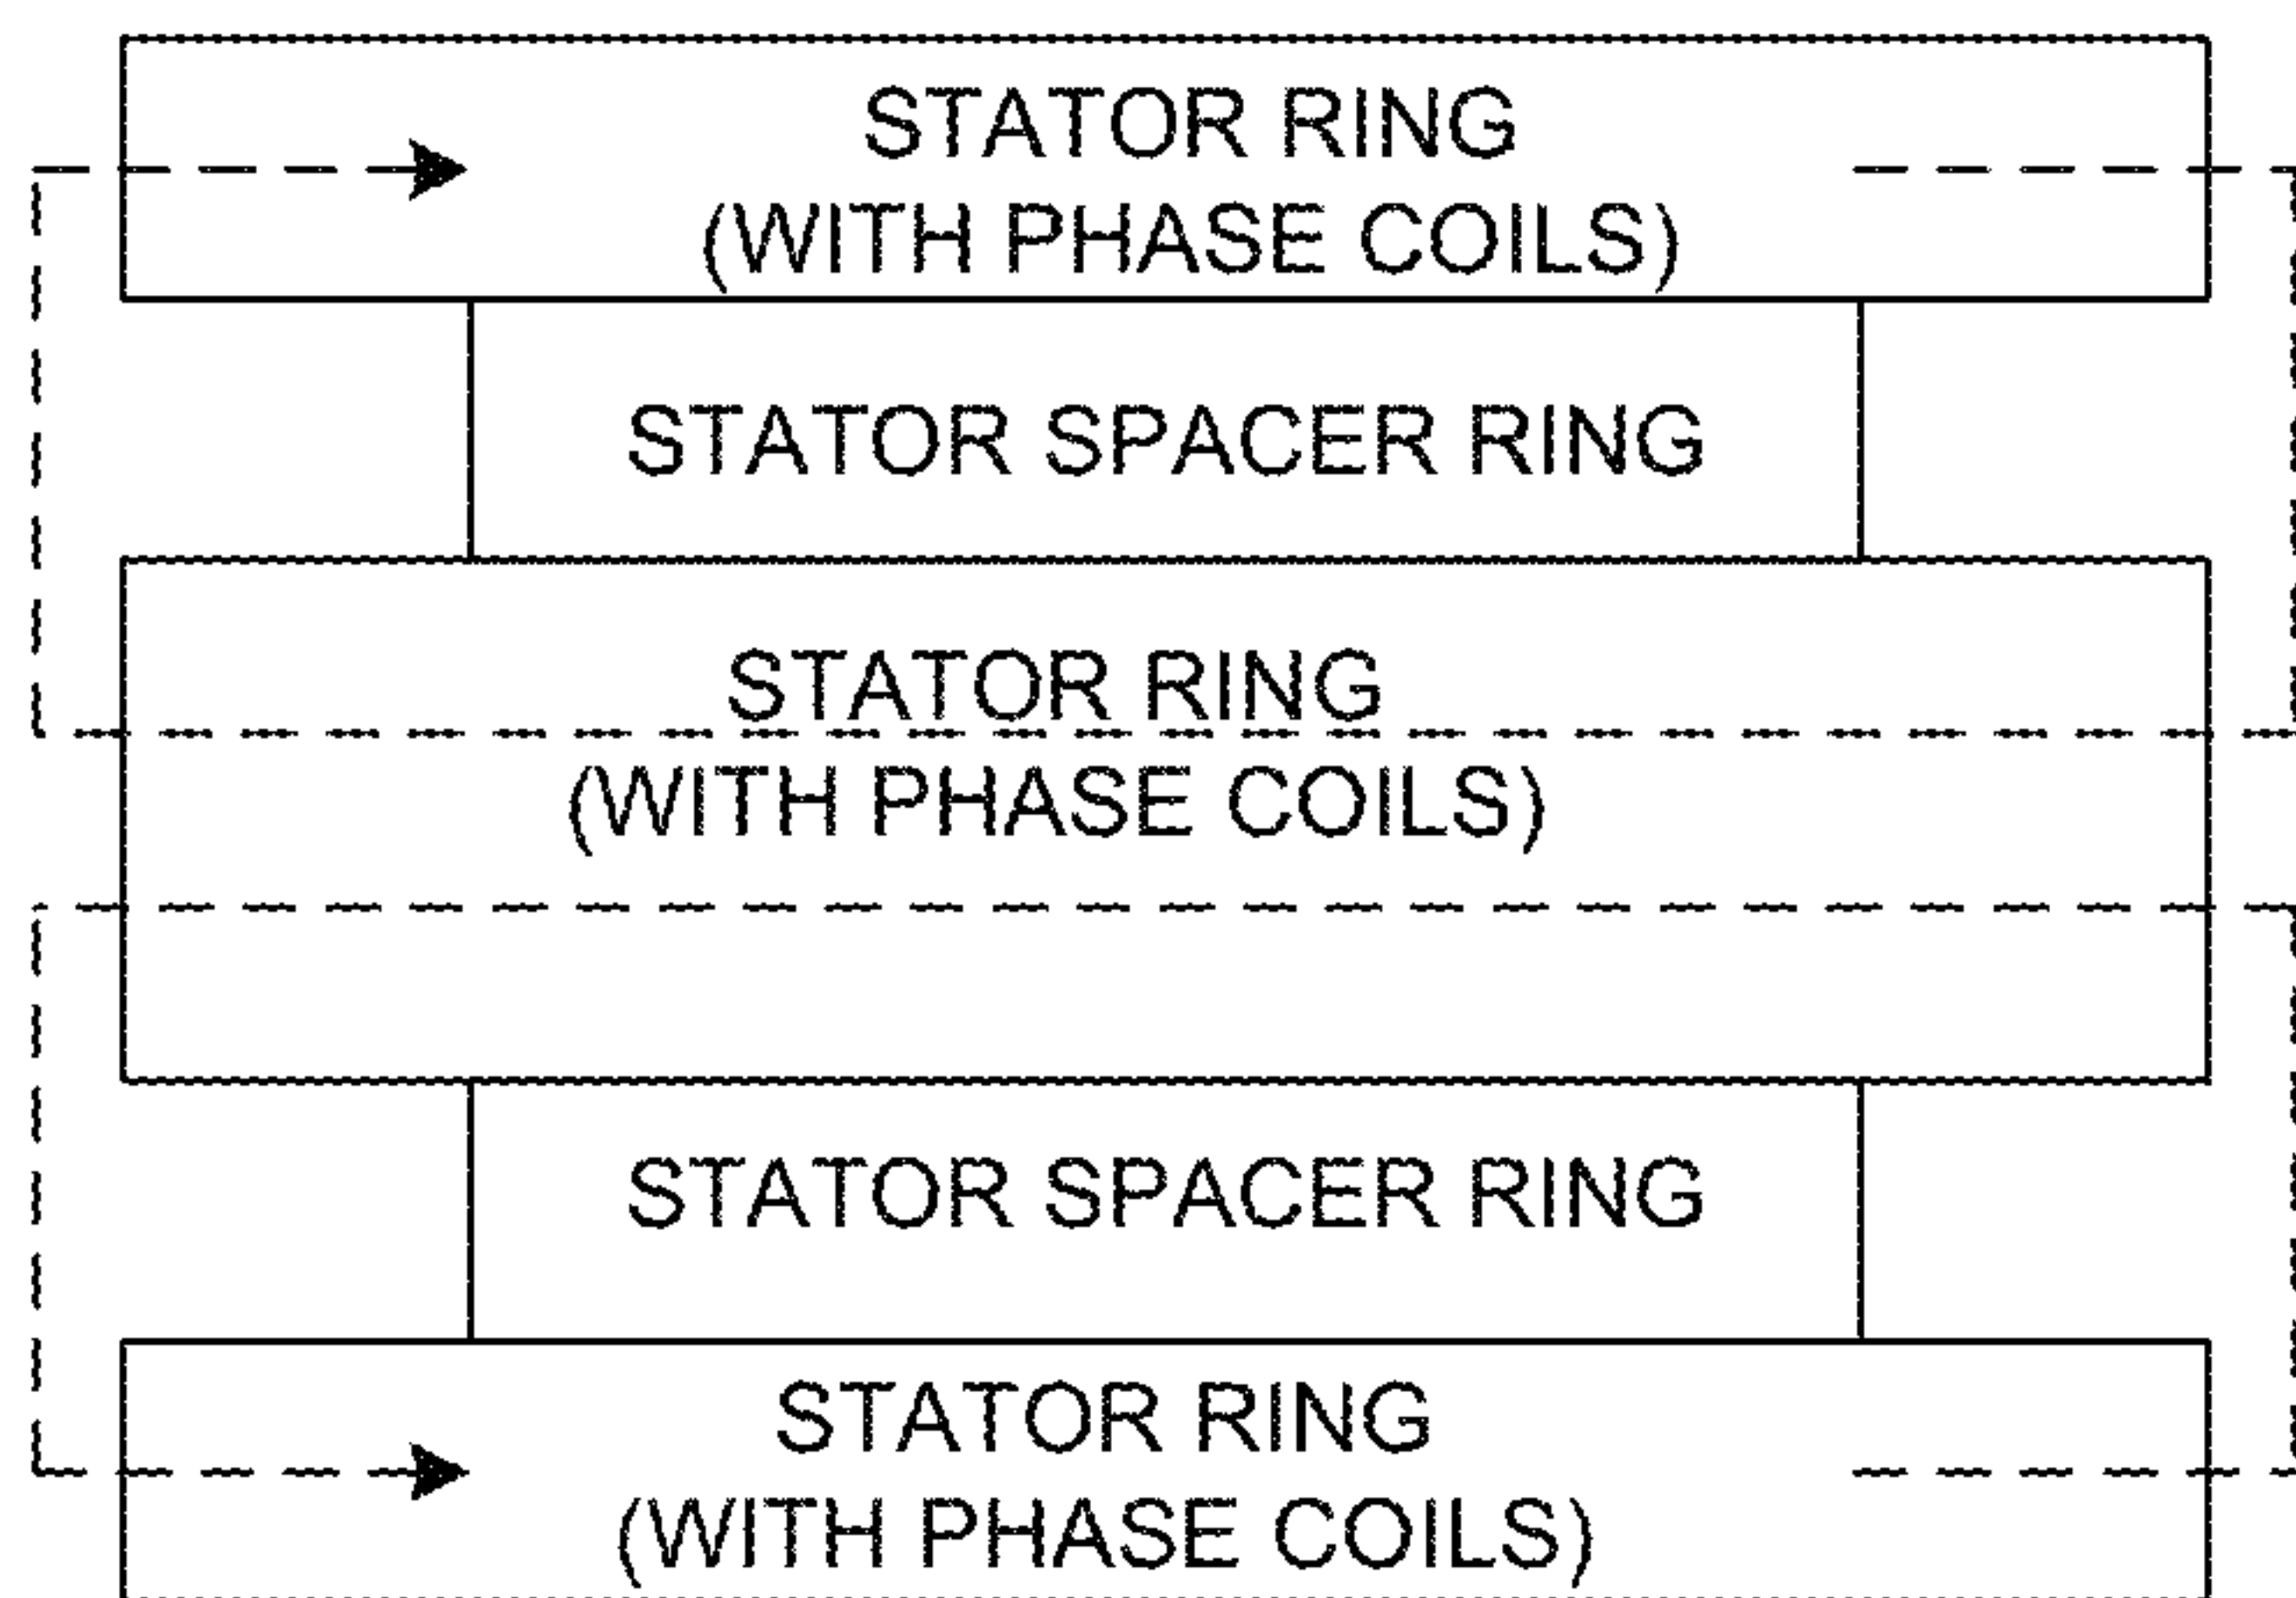 STATOR RING
(WITH PHASE COILS)
STATOR SPACER RING
STATOR RING
(WITH PHASE COILS)
STATOR SPACER RING
STATOR RING
(WITH PHASE COILS)